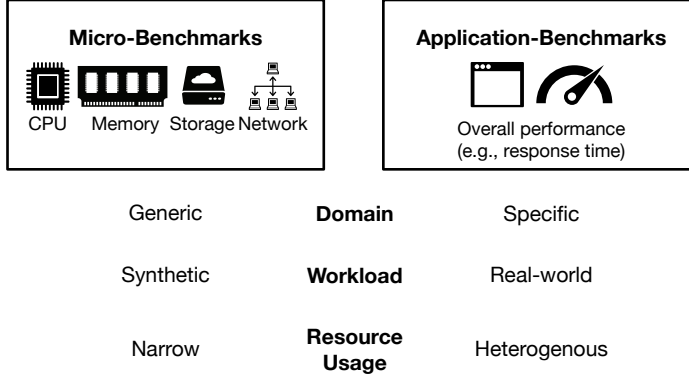 Micro-Benchmarks
CPU Memory Storage Network
Application-Benchmarks
Overall performance
(e.g., response time)
Generic Domain Specific
Synthetic Workload Real-world
Narrow Resource Usage Heterogenous